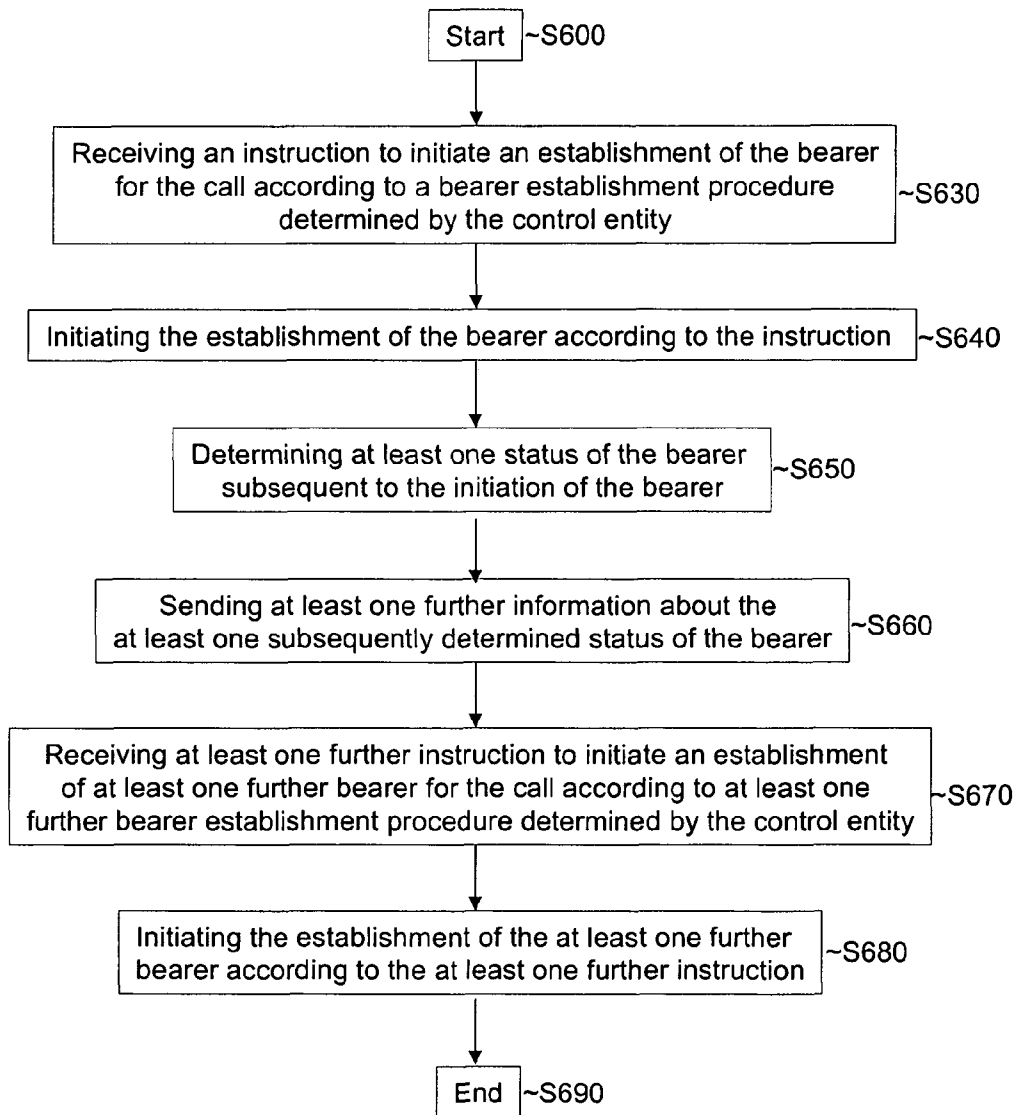 Start ~S600
Receiving an instruction to initiate an establishment of the bearer
for the call according to a bearer establishment procedure
determined by the control entity
~S630
Initiating the establishment of the bearer according to the instruction ~S640
Determining at least one status of the bearer
subsequent to the initiation of the bearer
~S650
Sending at least one further information about the
at least one subsequently determined status of the bearer
~S660
Receiving at least one further instruction to initiate an establishment
of at least one further bearer for the call according to at least one
further bearer establishment procedure determined by the control entity
~S670
Initiating the establishment of the at least one further
bearer according to the at least one further instruction
~S680
End ~S690